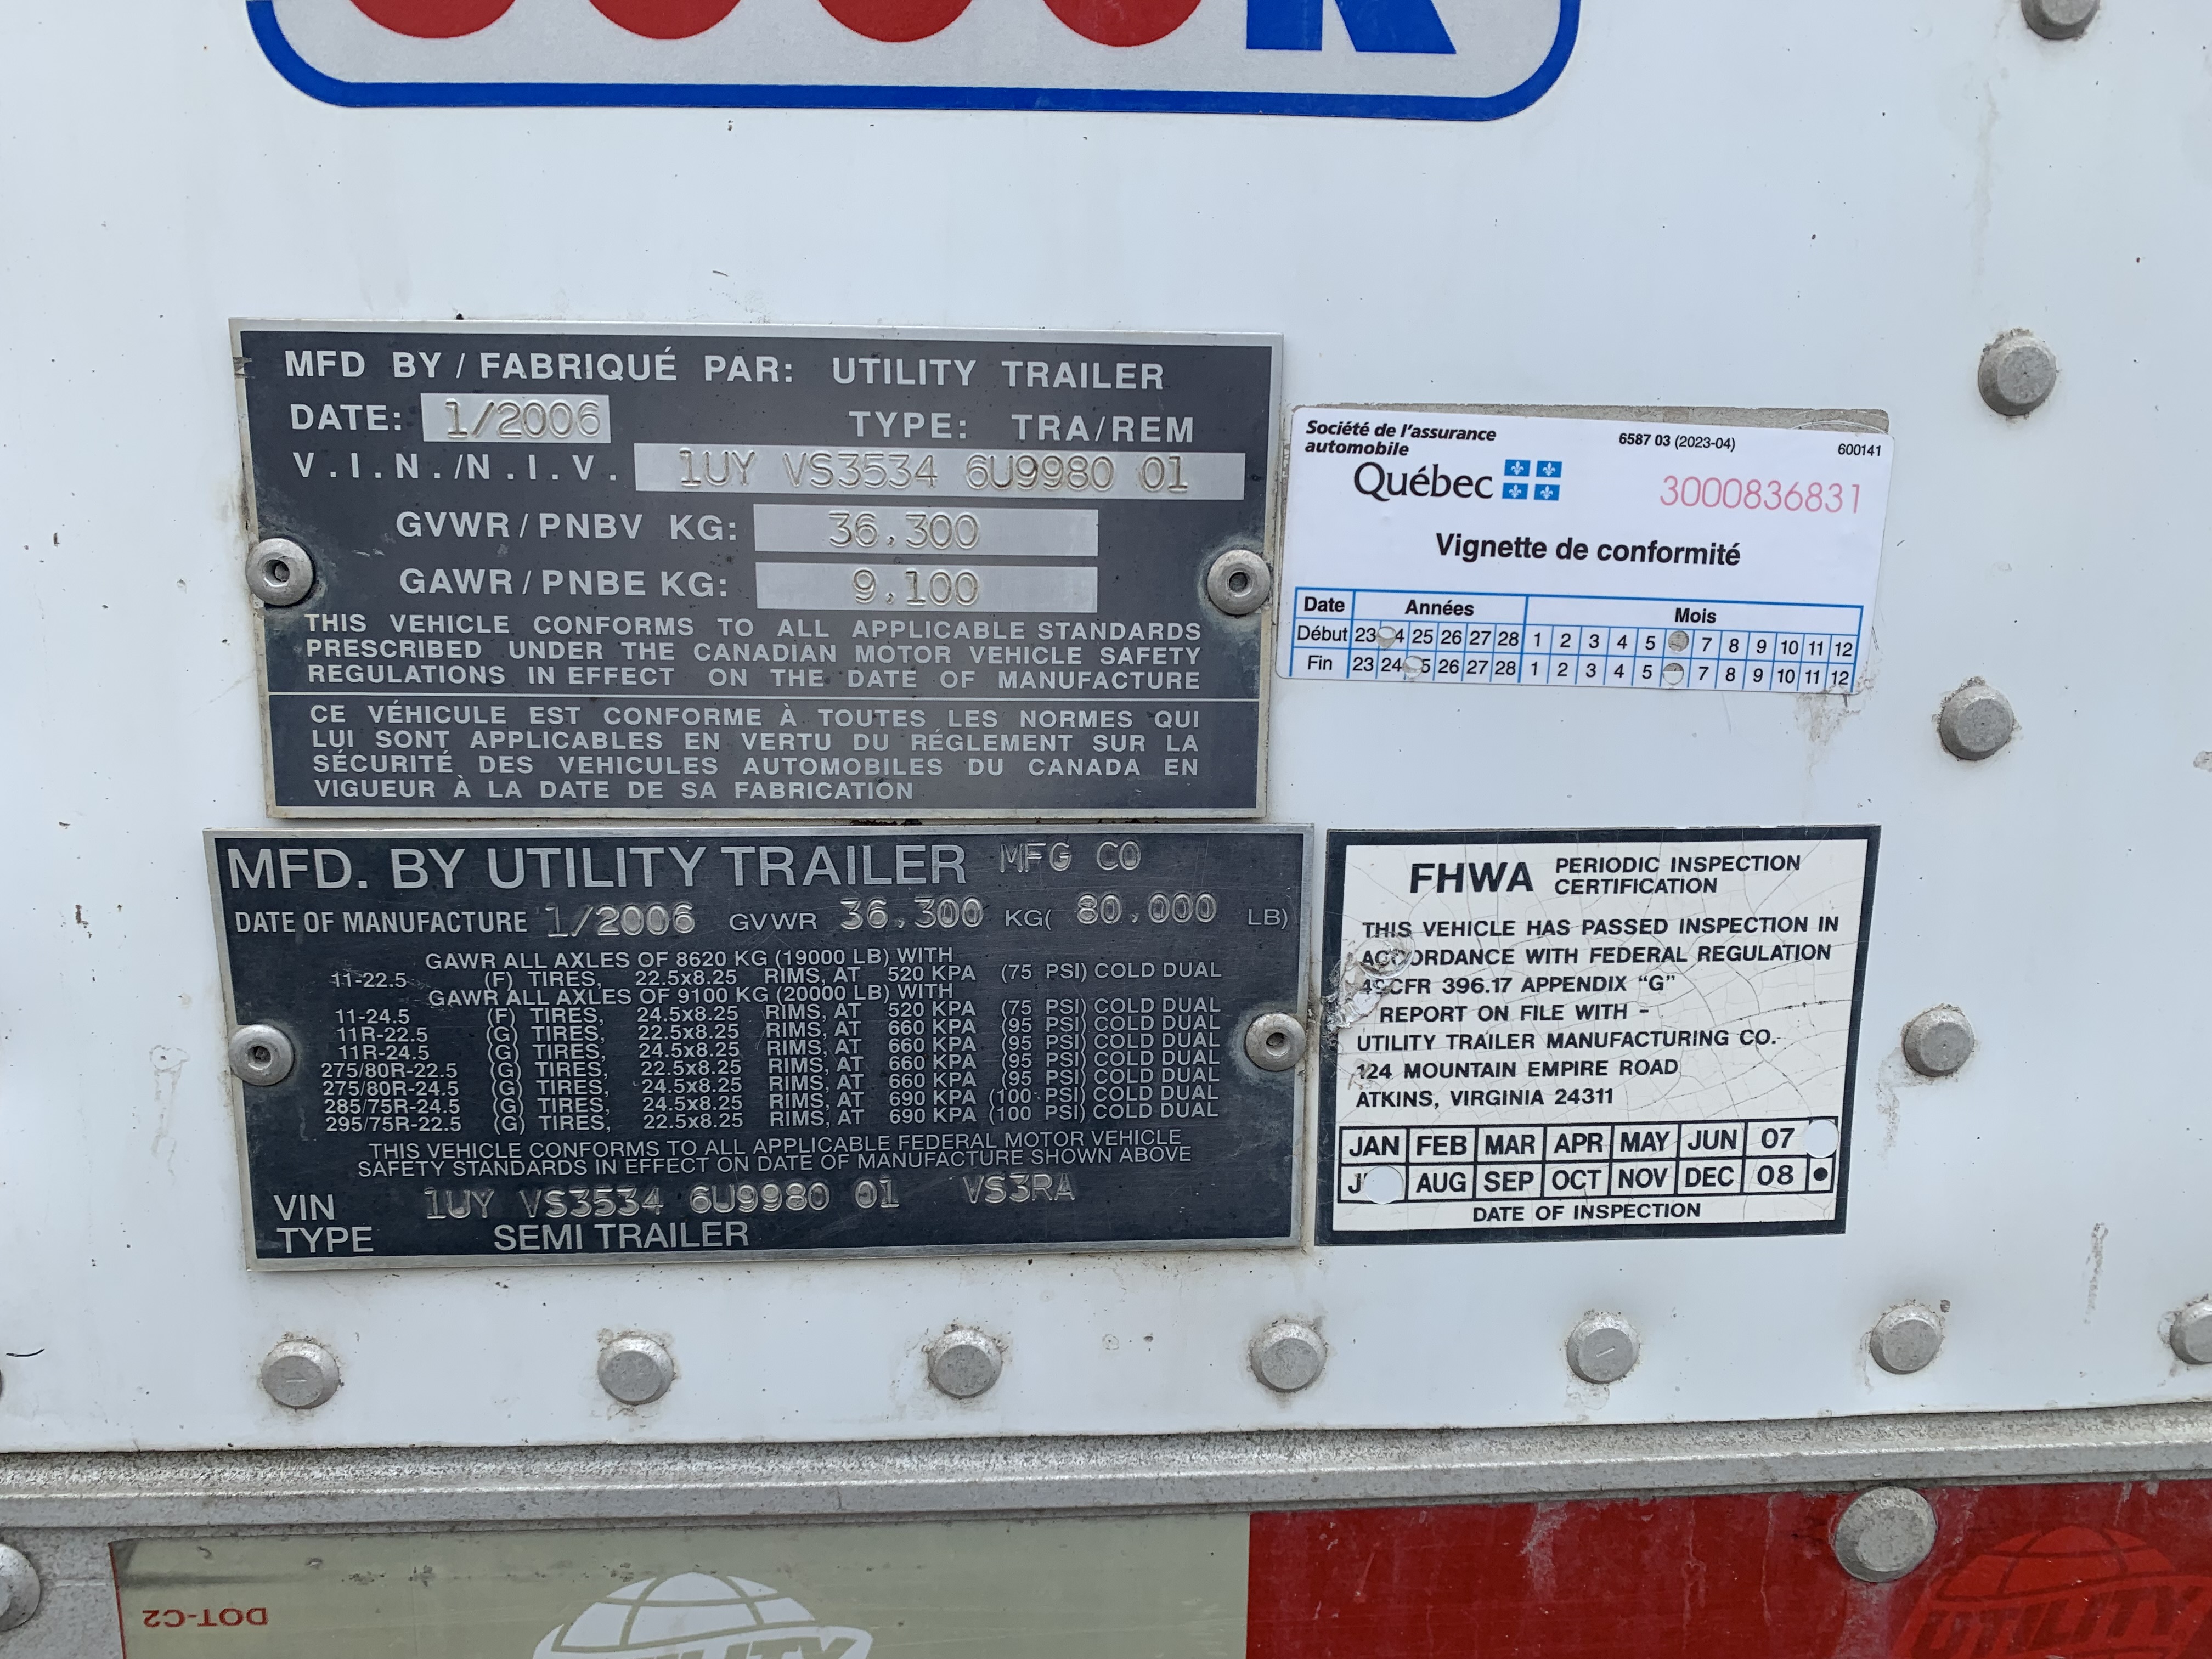 MFD BY / FABRIQUÉ PAR: UTILITY TRAILER
DATE: 1/2006 TYPE: TRA/REM
V.I.N./N.I.V. 1UY VS3534 6U9980 01
GVWR / PNBV KG: 36,300
GAWR / PNBE KG: 9,100
THIS VEHICLE CONFORMS TO ALL APPLICABLE STANDARDS
PRESCRIBED UNDER THE CANADIAN MOTOR VEHICLE SAFETY
REGULATIONS IN EFFECT ON THE DATE OF MANUFACTURE
CE VÉHICULE EST CONFORME À TOUTES LES NORMES QUI
LUI SONT APPLICABLES EN VERTU DU RÉGLEMENT SUR LA
SÉCURITÉ DES VEHICULES AUTOMOBILES DU CANADA EN
VIGUEUR À LA DATE DE SA FABRICATION
Société de l'assurance
automobile
Québec
6587 03 (2023-04)
600141
3000836831
Vignette de conformité
Date Années Mois
Début 23 4 25 26 27 28 1 2 3 4 5 7 8 9 10 11 12
Fin 23 24 5 26 27 28 1 2 3 4 5 7 8 9 10 11 12
MFD. BY UTILITY TRAILER MFG CO
DATE OF MANUFACTURE 1/2006 GVWR 36,300 KG( 80,000 LB)
GAWR ALL AXLES OF 8620 KG (19000 LB) WITH
11-22.5 (F) TIRES, 22.5x8.25 RIMS, AT 520 KPA (75 PSI) COLD DUAL
GAWR ALL AXLES OF 9100 KG (20000 LB) WITH
11-24.5 (F) TIRES, 24.5x8.25 RIMS, AT 520 KPA (75 PSI) COLD DUAL
11R-22.5 (G) TIRES, 22.5x8.25 RIMS, AT 660 KPA (95 PSI) COLD DUAL
11R-24.5 (G) TIRES, 24.5x8.25 RIMS, AT 660 KPA (95 PSI) COLD DUAL
275/80R-22.5 (G) TIRES, 22.5x8.25 RIMS, AT 660 KPA (95 PSI) COLD DUAL
275/80R-24.5 (G) TIRES, 24.5x8.25 RIMS, AT 660 KPA (95 PSI) COLD DUAL
285/75R-24.5 (G) TIRES, 24.5x8.25 RIMS, AT 690 KPA (100 PSI) COLD DUAL
295/75R-22.5 (G) TIRES, 22.5x8.25 RIMS, AT 690 KPA (100 PSI) COLD DUAL
THIS VEHICLE CONFORMS TO ALL APPLICABLE FEDERAL MOTOR VEHICLE
SAFETY STANDARDS IN EFFECT ON DATE OF MANUFACTURE SHOWN ABOVE
VIN 1UY VS3534 6U9980 01 VS3RA
TYPE SEMI TRAILER
FHWA PERIODIC INSPECTION
CERTIFICATION
THIS VEHICLE HAS PASSED INSPECTION IN
ACCORDANCE WITH FEDERAL REGULATION
49CFR 396.17 APPENDIX "G"
REPORT ON FILE WITH -
UTILITY TRAILER MANUFACTURING CO.
124 MOUNTAIN EMPIRE ROAD
ATKINS, VIRGINIA 24311
JAN FEB MAR APR MAY JUN 07
J AUG SEP OCT NOV DEC 08
DATE OF INSPECTION
DOT-C2
UTILITY
UTILITY